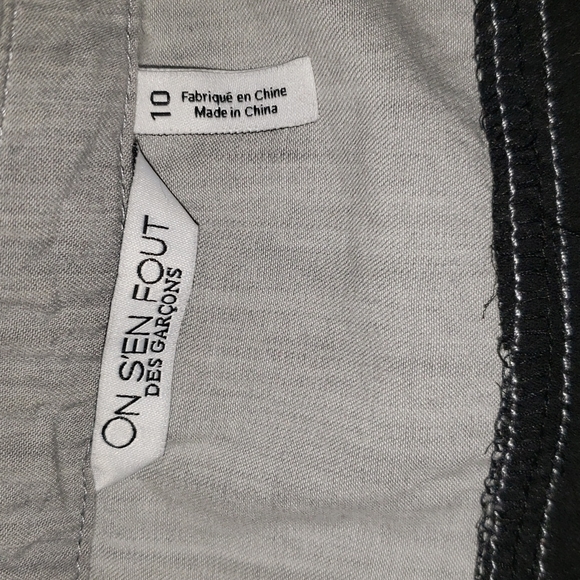 10
Fabriqué en Chine
Made in China
ON S'EN FOUT
DES GARÇONS